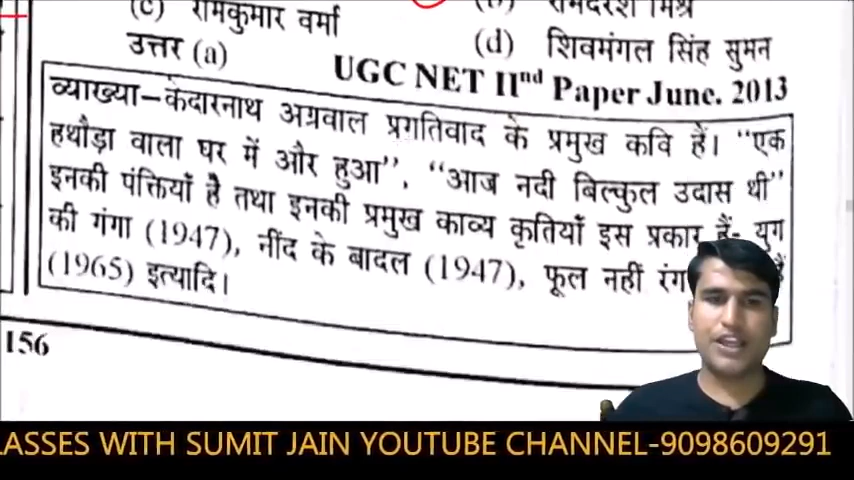 (c) रामकुमार वर्मा
उत्तर (a)
(d) शिवमंगल सिंह सुमन
UGC NET IInd Paper June. 2013
व्याख्या–केदारनाथ अग्रवाल प्रगतिवाद के प्रमुख कवि हैं। “एक
हथौड़ा वाला घर में और हुआ”, “आज नदी बिल्कुल उदास थी”
इनकी पंक्तियाँ है तथा इनकी प्रमुख काव्य कृतियाँ इस प्रकार हैं- युग
की गंगा (1947), नींद के बादल (1947), फूल नहीं रंग
(1965) इत्यादि।
156
LASSES WITH SUMIT JAIN YOUTUBE CHANNEL-9098609291